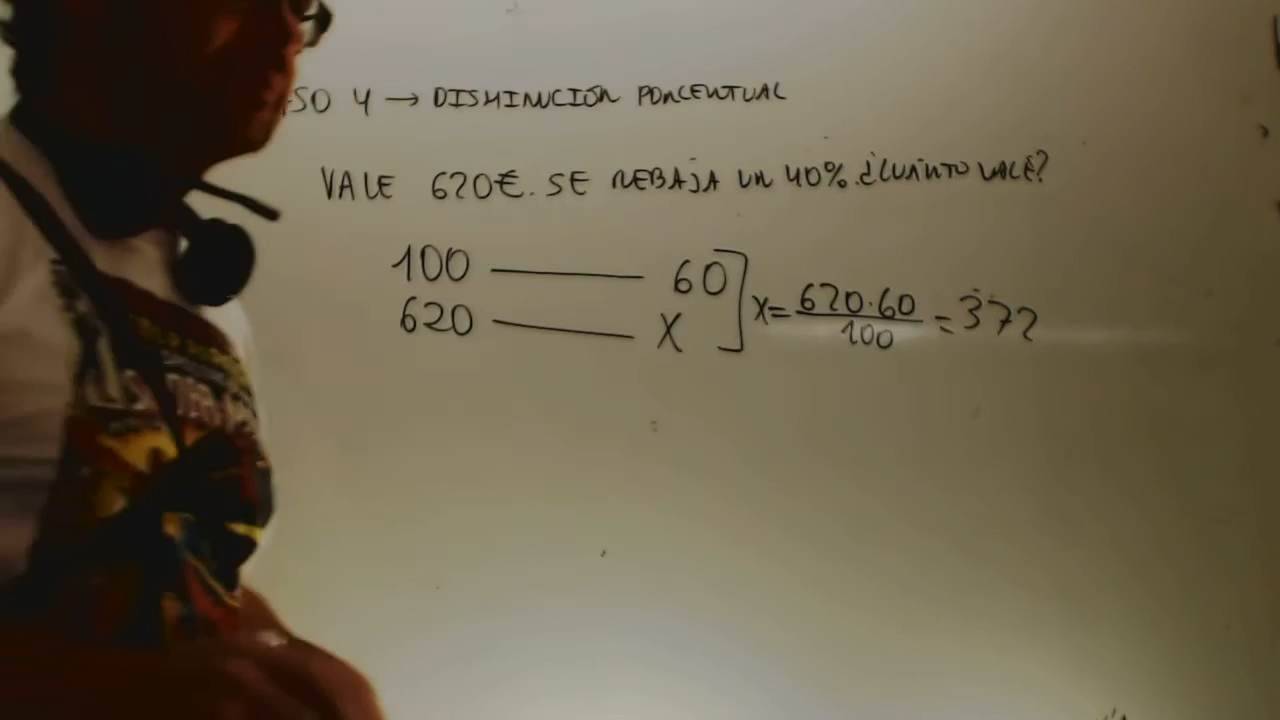 SO 4 → DISMINUCIÓN PORCENTUAL
VALE 620€. SE REBAJA UN 40%. ¿CUÁNTO VALE?
100 — 60
620 — X
] X = 620·60 / 100 = 372